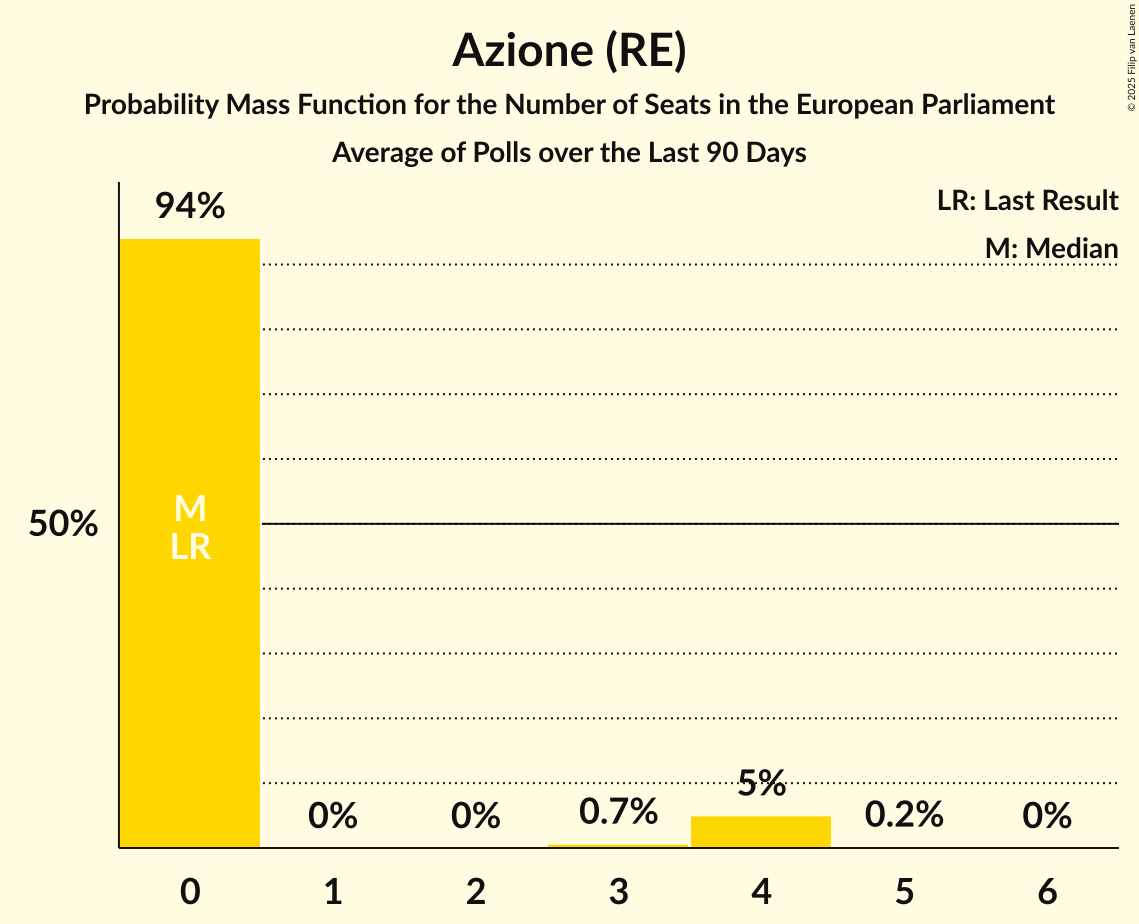 Azione (RE)
Probability Mass Function for the Number of Seats in the European Parliament
Average of Polls over the Last 90 Days
© 2025 Filip van Laenen
LR: Last Result
M: Median
94%
50%
M
LR
0%
0%
0.7%
5%
0.2%
0%
0
1
2
3
4
5
6